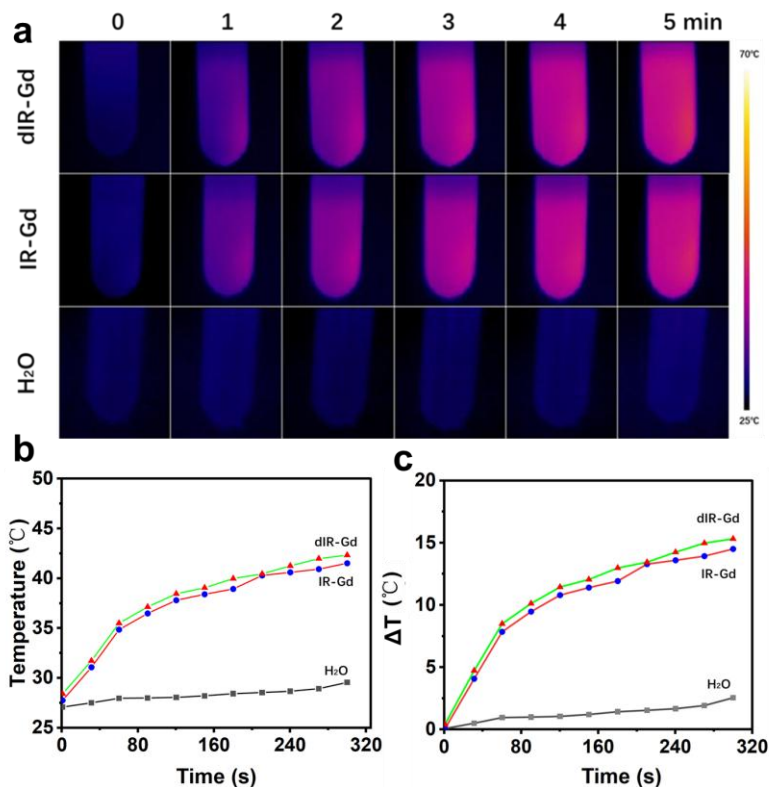 a
0 1 2 3 4 5 min
dIR-Gd
IR-Gd
H₂O
70℃
25℃
b
Temperature (℃)
50
45
40
35
30
25
0 80 160 240 320
Time (s)
dIR-Gd
IR-Gd
H₂O
c
ΔT (℃)
20
15
10
5
0
0 80 160 240 320
Time (s)
dIR-Gd
IR-Gd
H₂O